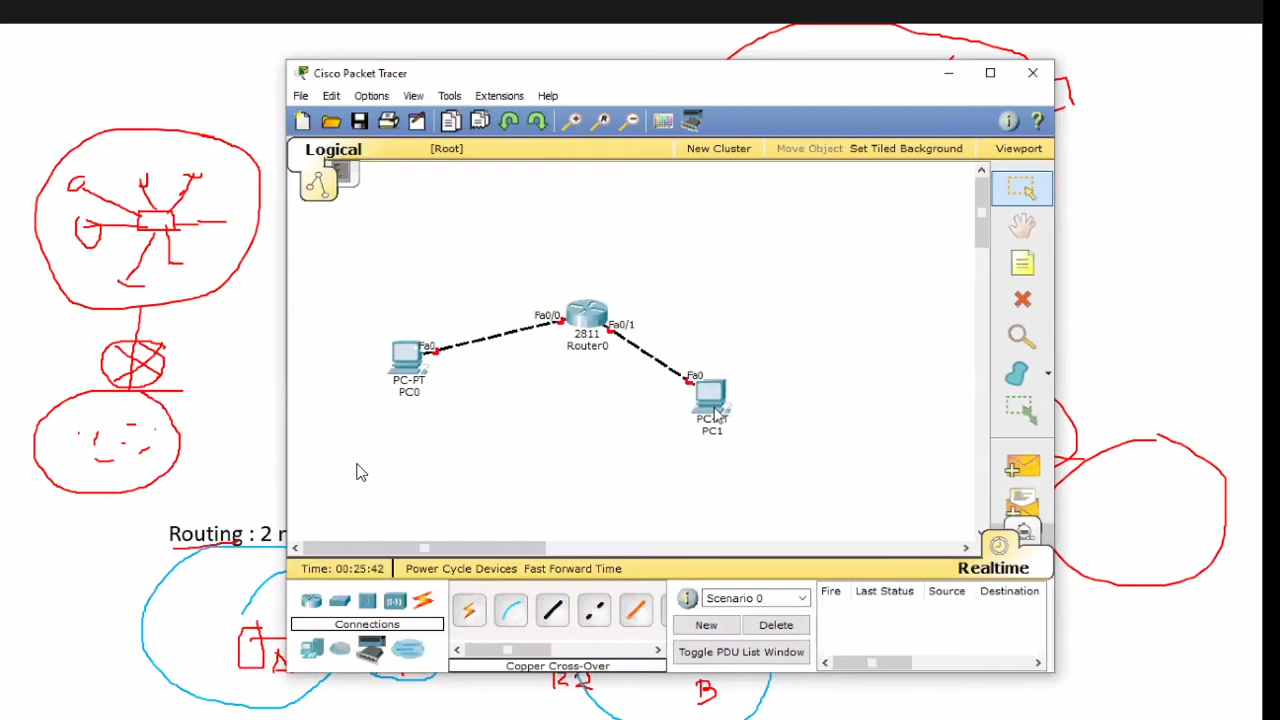 Cisco Packet Tracer
File Edit Options View Tools Extensions Help
Logical [Root] New Cluster Move Object Set Tiled Background Viewport
Fa0/0
Fa0/1
2811
Router0
Fa0
PC-PT
PC0
Fa0
PC1
Routing : 2
Time: 00:25:42 Power Cycle Devices Fast Forward Time Realtime
Scenario 0
Fire Last Status Source Destination
Connections
New Delete
Toggle PDU List Window
Copper Cross-Over
B